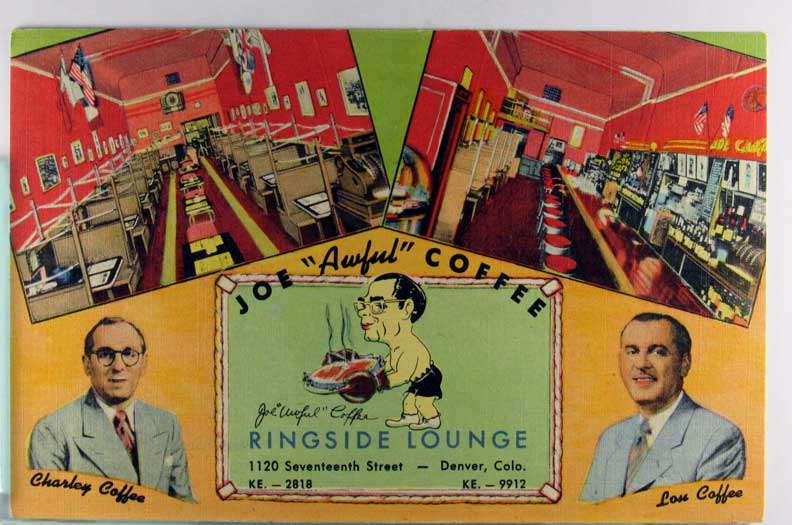 JOE "Awful" COFFEE
Joe "Awful" Coffee
RINGSIDE LOUNGE
1120 Seventeenth Street — Denver, Colo.
KE. — 2818 KE. — 9912
Charley Coffee
Lou Coffee